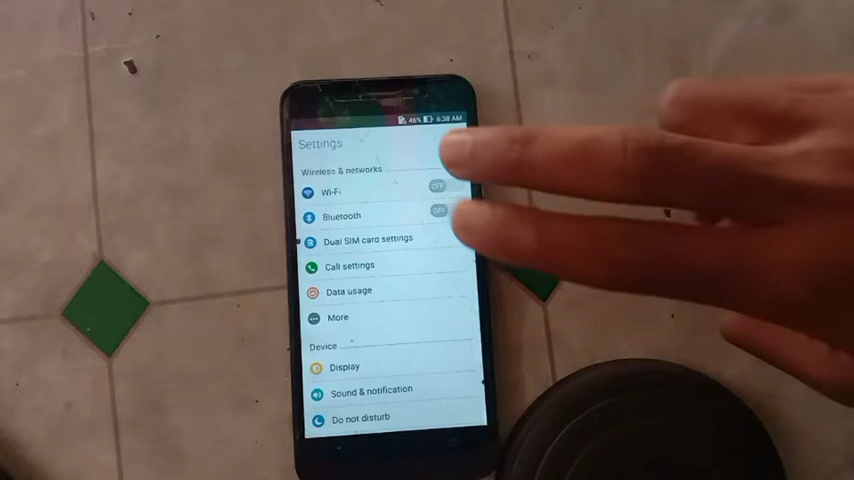 46% 6:38 AM
Settings
Wireless & networks
Wi-Fi OFF
Bluetooth OFF
Dual SIM card settings
Call settings
Data usage
More
Device
Display
Sound & notification
Do not disturb